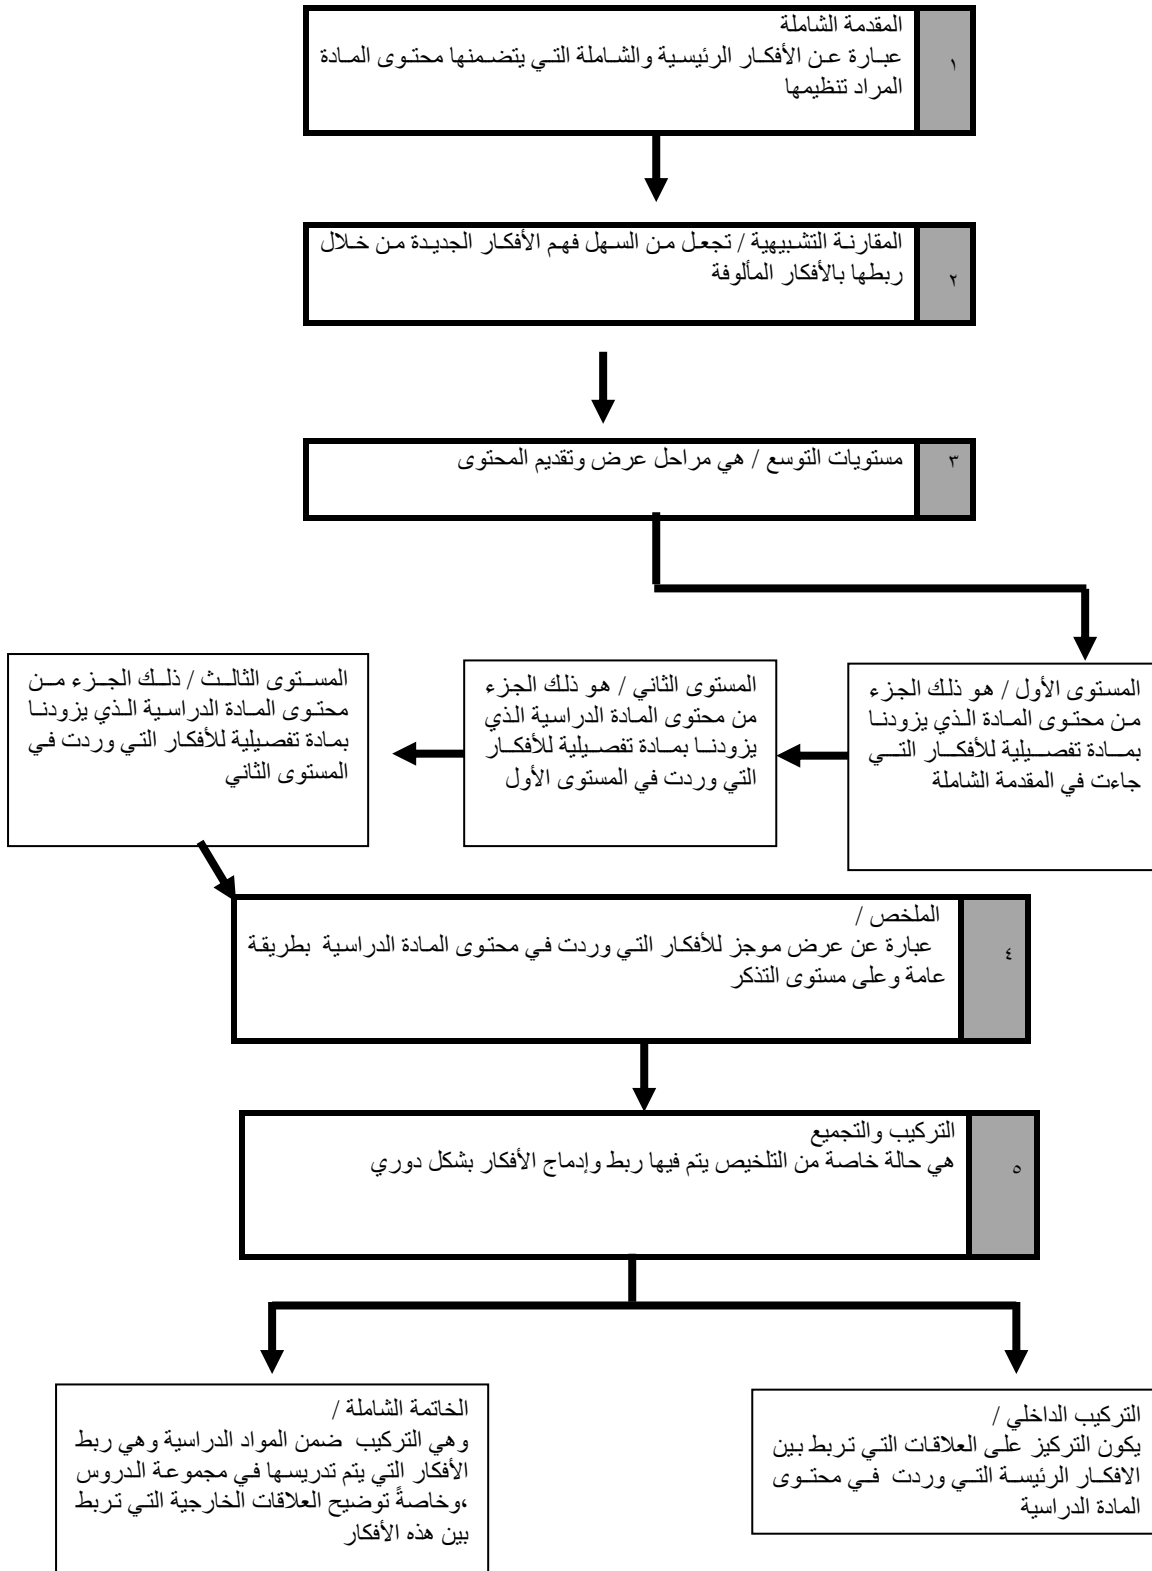 ١
المقدمة الشاملة
عبارة عن الأفكار الرئيسية والشاملة التي يتضمنها محتوى المادة
المراد تنظيمها
٢
المقارنة التشبيهية / تجعل من السهل فهم الأفكار الجديدة من خلال
ربطها بالأفكار المألوفة
٣
مستويات التوسع / هي مراحل عرض وتقديم المحتوى
المستوى الأول / هو ذلك الجزء
من محتوى المادة الذي يزودنا
بمادة تفصيلية للأفكار التي
جاءت في المقدمة الشاملة
المستوى الثاني / هو ذلك الجزء
من محتوى المادة الدراسية الذي
يزودنا بمادة تفصيلية للأفكار
التي وردت في المستوى الأول
المستوى الثالث / ذلك الجزء من
محتوى المادة الدراسية الذي يزودنا
بمادة تفصيلية للأفكار التي وردت في
المستوى الثاني
٤
الملخص /
عبارة عن عرض موجز للأفكار التي وردت في محتوى المادة الدراسية بطريقة
عامة وعلى مستوى التذكر
٥
التركيب والتجميع
هي حالة خاصة من التلخيص يتم فيها ربط وإدماج الأفكار بشكل دوري
التركيب الداخلي /
يكون التركيز على العلاقات التي تربط بين
الافكار الرئيسة التي وردت في محتوى
المادة الدراسية
الخاتمة الشاملة /
وهي التركيب ضمن المواد الدراسية وهي ربط
الأفكار التي يتم تدريسها في مجموعة الدروس
،وخاصةً توضيح العلاقات الخارجية التي تربط
بين هذه الأفكار